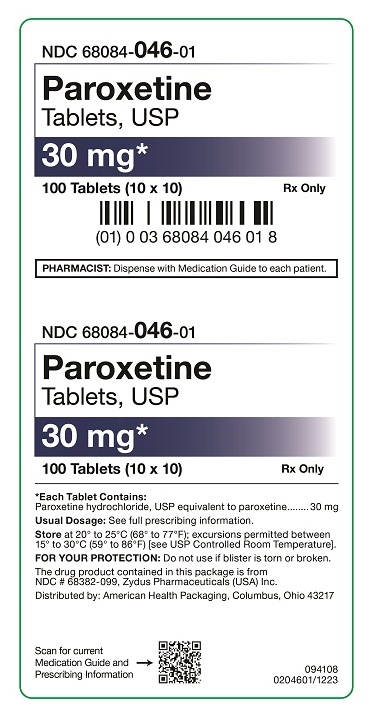 NDC 68084-046-01
Paroxetine
Tablets, USP
30 mg*
100 Tablets (10 x 10) Rx Only
(01) 0 03 68084 046 01 8
PHARMACIST: Dispense with Medication Guide to each patient.
NDC 68084-046-01
Paroxetine
Tablets, USP
30 mg*
100 Tablets (10 x 10) Rx Only
*Each Tablet Contains:
Paroxetine hydrochloride, USP equivalent to paroxetine........30 mg
Usual Dosage: See full prescribing information.
Store at 20° to 25°C (68° to 77°F); excursions permitted between
15° to 30°C (59° to 86°F) [see USP Controlled Room Temperature].
FOR YOUR PROTECTION: Do not use if blister is torn or broken.
The drug product contained in this package is from
NDC # 68382-099, Zydus Pharmaceuticals (USA) Inc.
Distributed by: American Health Packaging, Columbus, Ohio 43217
Scan for current
Medication Guide and
Prescribing Information
094108
0204601/1223